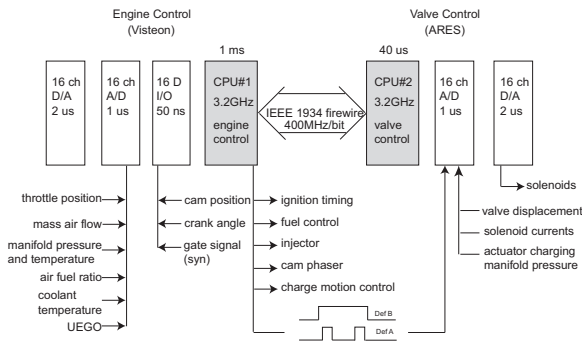 Engine Control
(Visteon)
Valve Control
(ARES)
1 ms
40 us
16 ch
D/A
2 us
16 ch
A/D
1 us
16 D
I/O
50 ns
CPU#1
3.2GHz
engine
control
IEEE 1934 firewire
400MHz/bit
CPU#2
3.2GHz
valve
control
16 ch
A/D
1 us
16 ch
D/A
2 us
throttle position
mass air flow
manifold pressure
and temperature
air fuel ratio
coolant
temperature
UEGO
cam position
crank angle
gate signal
(syn)
ignition timing
fuel control
injector
cam phaser
charge motion control
solenoids
valve displacement
solenoid currents
actuator charging
manifold pressure
Def B
Def A